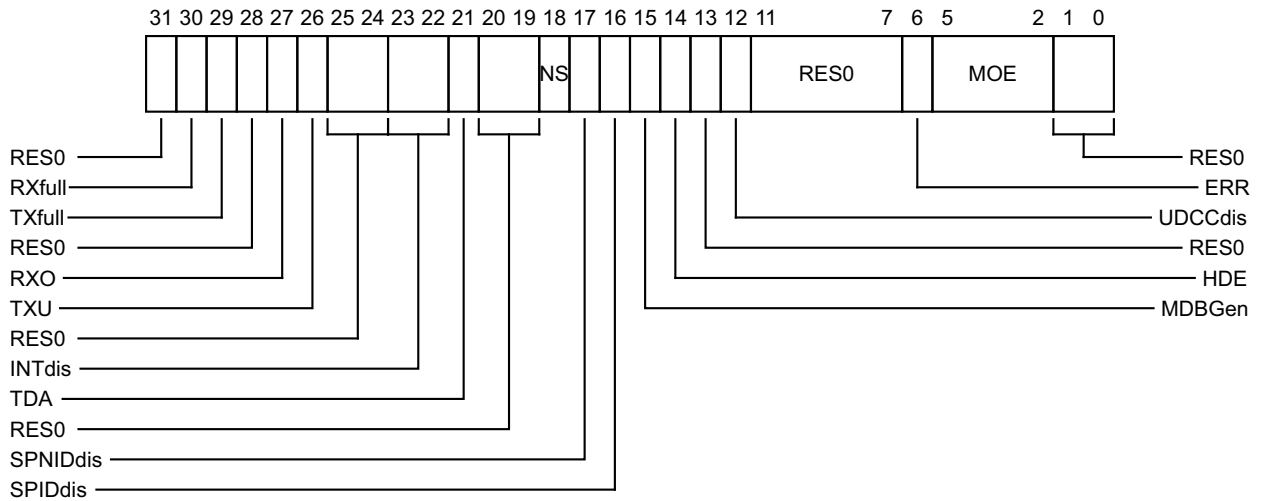 31 30 29 28 27 26 25 24 23 22 21 20 19 18 17 16 15 14 13 12 11 7 6 5 2 1 0
NS RES0 MOE
RES0 RES0
RXfull ERR
TXfull UDCCdis
RES0 RES0
RXO HDE
TXU MDBGen
RES0
INTdis
TDA
RES0
SPNIDdis
SPIDdis